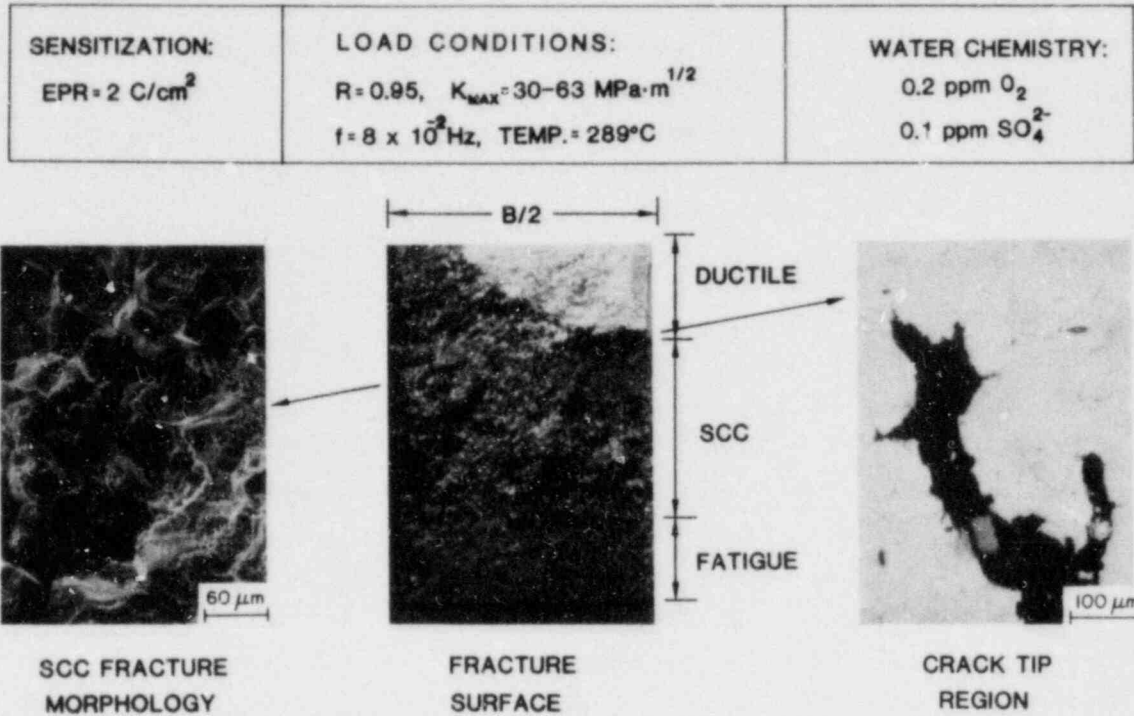 SENSITIZATION:
EPR = 2 C/cm²
LOAD CONDITIONS:
R = 0.95, K_MAX = 30-63 MPa·m^1/2
f = 8 x 10^-2 Hz, TEMP. = 289°C
WATER CHEMISTRY:
0.2 ppm O₂
0.1 ppm SO₄²⁻
B/2
DUCTILE
SCC
FATIGUE
60 μm
100 μm
SCC FRACTURE
MORPHOLOGY
FRACTURE
SURFACE
CRACK TIP
REGION